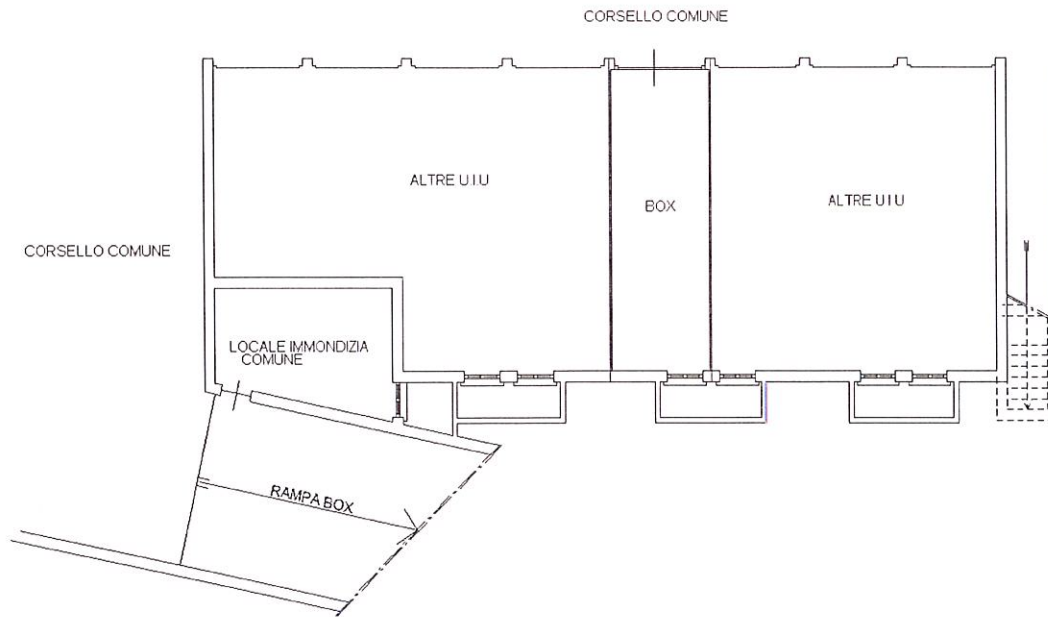 CORSELLO COMUNE
ALTRE U.I.U
BOX
ALTRE U I U
CORSELLO COMUNE
LOCALE IMMONDIZIA
COMUNE
RAMPA BOX